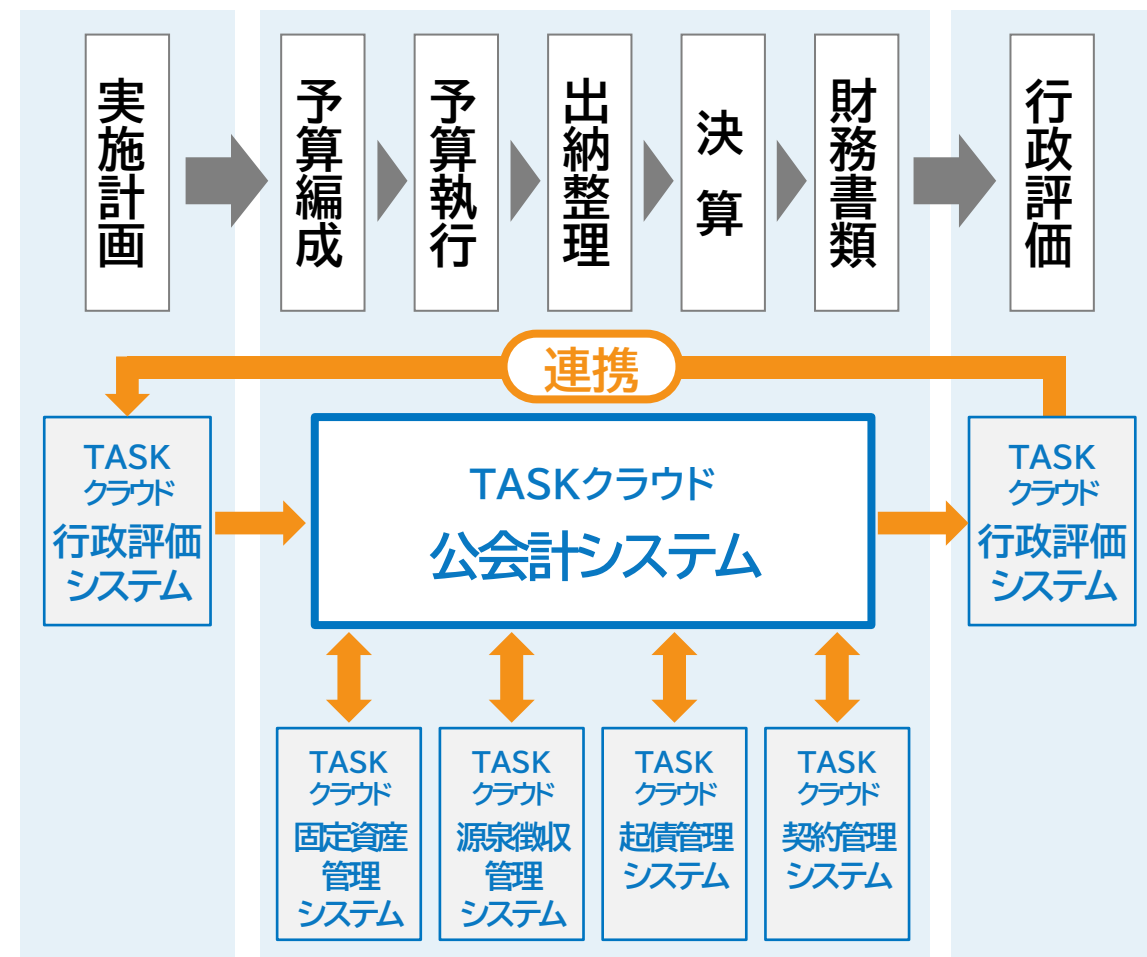 実施計画
予算編成
予算執行
出納整理
決算
財務書類
行政評価
連携
TASK
クラウド
行政評価
システム
TASKクラウド
公会計システム
TASK
クラウド
行政評価
システム
TASK
クラウド
固定資産
管理
システム
TASK
クラウド
源泉徴収
管理
システム
TASK
クラウド
起債管理
システム
TASK
クラウド
契約管理
システム